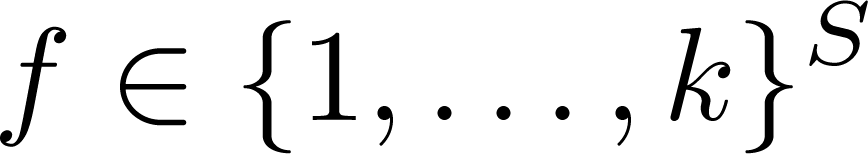 f ∈ {1, . . . , k}^S